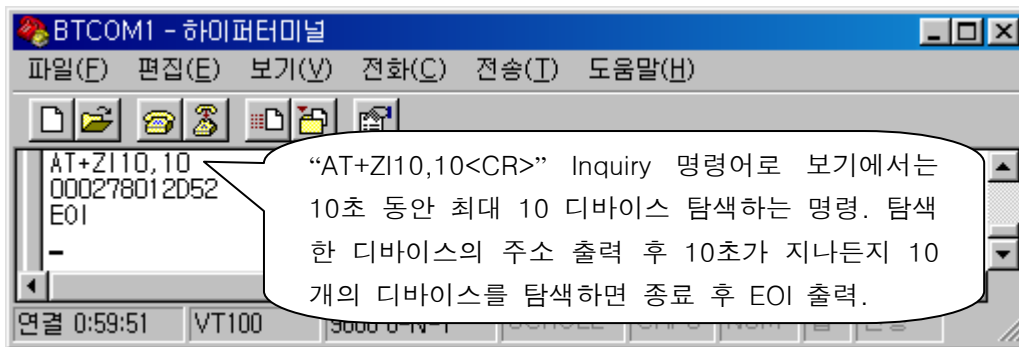 BTCOM1 - 하이퍼터미널
파일(F) 편집(E) 보기(V) 전화(C) 전송(T) 도움말(H)
AT+ZI10,10
000278012D52
EOI
“AT+ZI10,10<CR>” Inquiry 명령어로 보기에서는
10초 동안 최대 10 디바이스 탐색하는 명령. 탐색
한 디바이스의 주소 출력 후 10초가 지나든지 10
개의 디바이스를 탐색하면 종료 후 EOI 출력.
연결 0:59:51 VT100